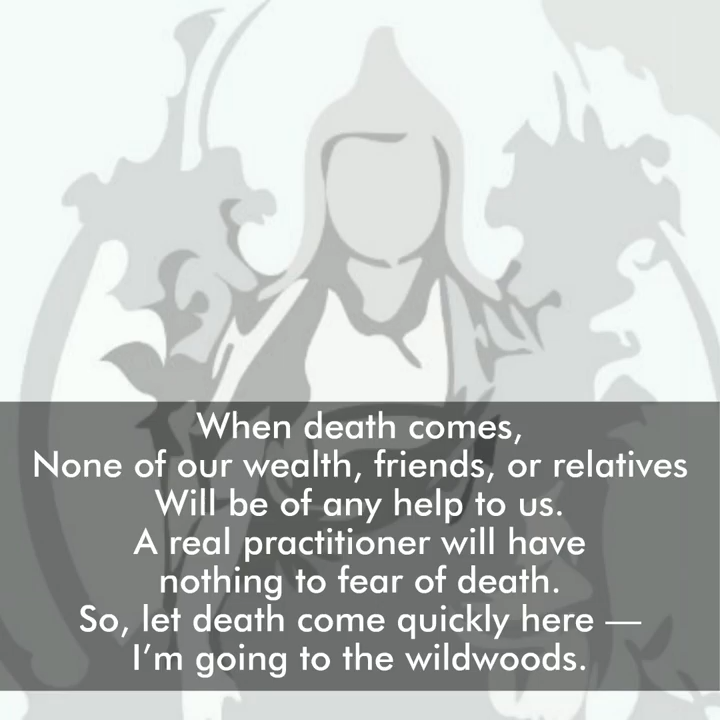 When death comes,
None of our wealth, friends, or relatives
Will be of any help to us.
A real practitioner will have
nothing to fear of death.
So, let death come quickly here —
I’m going to the wildwoods.